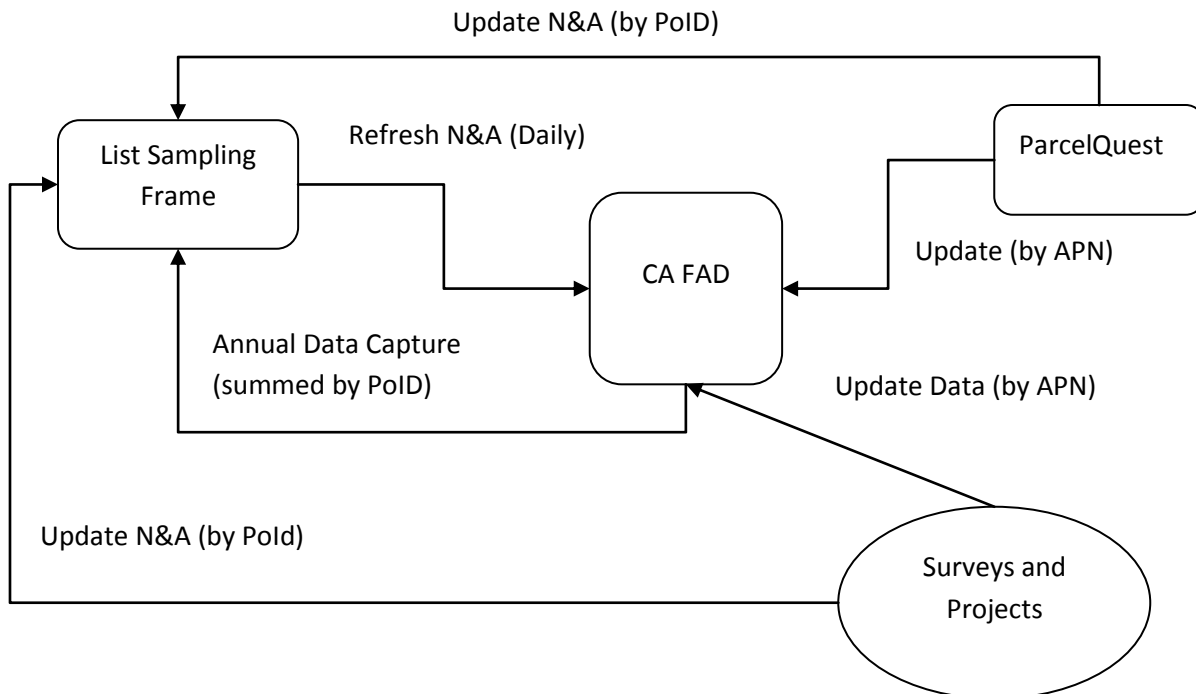 Update N&A (by PoID)
List Sampling
Frame
Refresh N&A (Daily)
ParcelQuest
CA FAD
Update (by APN)
Annual Data Capture
(summed by PoID)
Update Data (by APN)
Update N&A (by PoId)
Surveys and
Projects